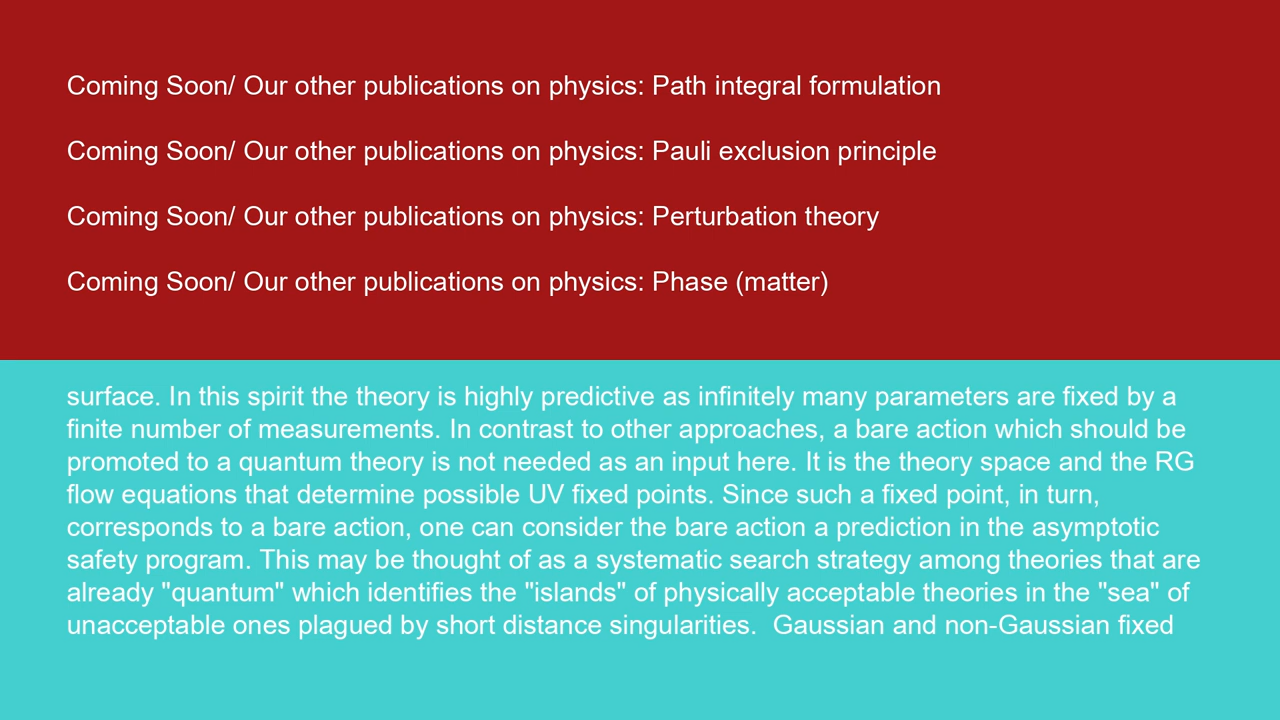 Coming Soon/ Our other publications on physics: Path integral formulation
Coming Soon/ Our other publications on physics: Pauli exclusion principle
Coming Soon/ Our other publications on physics: Perturbation theory
Coming Soon/ Our other publications on physics: Phase (matter)
surface. In this spirit the theory is highly predictive as infinitely many parameters are fixed by a
finite number of measurements. In contrast to other approaches, a bare action which should be
promoted to a quantum theory is not needed as an input here. It is the theory space and the RG
flow equations that determine possible UV fixed points. Since such a fixed point, in turn,
corresponds to a bare action, one can consider the bare action a prediction in the asymptotic
safety program. This may be thought of as a systematic search strategy among theories that are
already "quantum" which identifies the "islands" of physically acceptable theories in the "sea" of
unacceptable ones plagued by short distance singularities.  Gaussian and non-Gaussian fixed